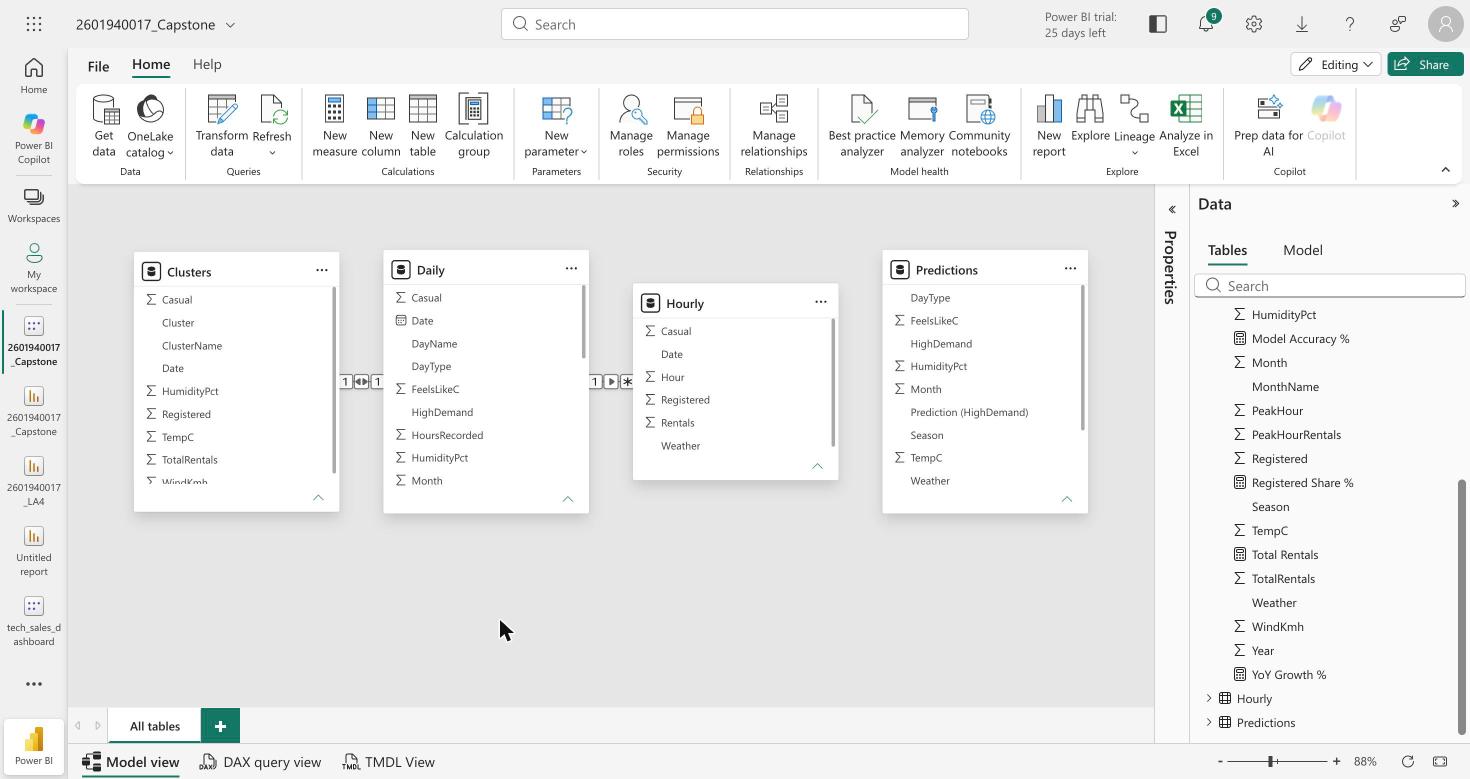 2601940017_Capstone
Search
Power BI trial:
25 days left
9
File
Home
Help
Editing
Share
Get data
OneLake catalog
Data
Transform data
Refresh
Queries
New measure
New column
New table
Calculation group
Calculations
New parameter
Parameters
Manage roles
Manage permissions
Security
Manage relationships
Relationships
Best practice analyzer
Memory analyzer
Community notebooks
Model health
New report
Explore
Lineage
Analyze in Excel
Explore
Prep data for AI
Copilot
Copilot
Home
Power BI Copilot
Workspaces
My workspace
2601940017
_Capstone
2601940017
_Capstone
2601940017
_LA4
Untitled report
tech_sales_d
ashboard
Power BI
Clusters
Casual
Cluster
ClusterName
Date
HumidityPct
Registered
TempC
TotalRentals
WindKmh
1
1
Daily
Casual
Date
DayName
DayType
FeelsLikeC
HighDemand
HoursRecorded
HumidityPct
Month
1
*
Hourly
Casual
Date
Hour
Registered
Rentals
Weather
Predictions
DayType
FeelsLikeC
HighDemand
HumidityPct
Month
Prediction (HighDemand)
Season
TempC
Weather
Properties
Data
Tables
Model
Search
HumidityPct
Model Accuracy %
Month
MonthName
PeakHour
PeakHourRentals
Registered
Registered Share %
Season
TempC
Total Rentals
TotalRentals
Weather
WindKmh
Year
YoY Growth %
Hourly
Predictions
All tables
+
Model view
DAX
DAX query view
TMDL
TMDL View
-
+
88%